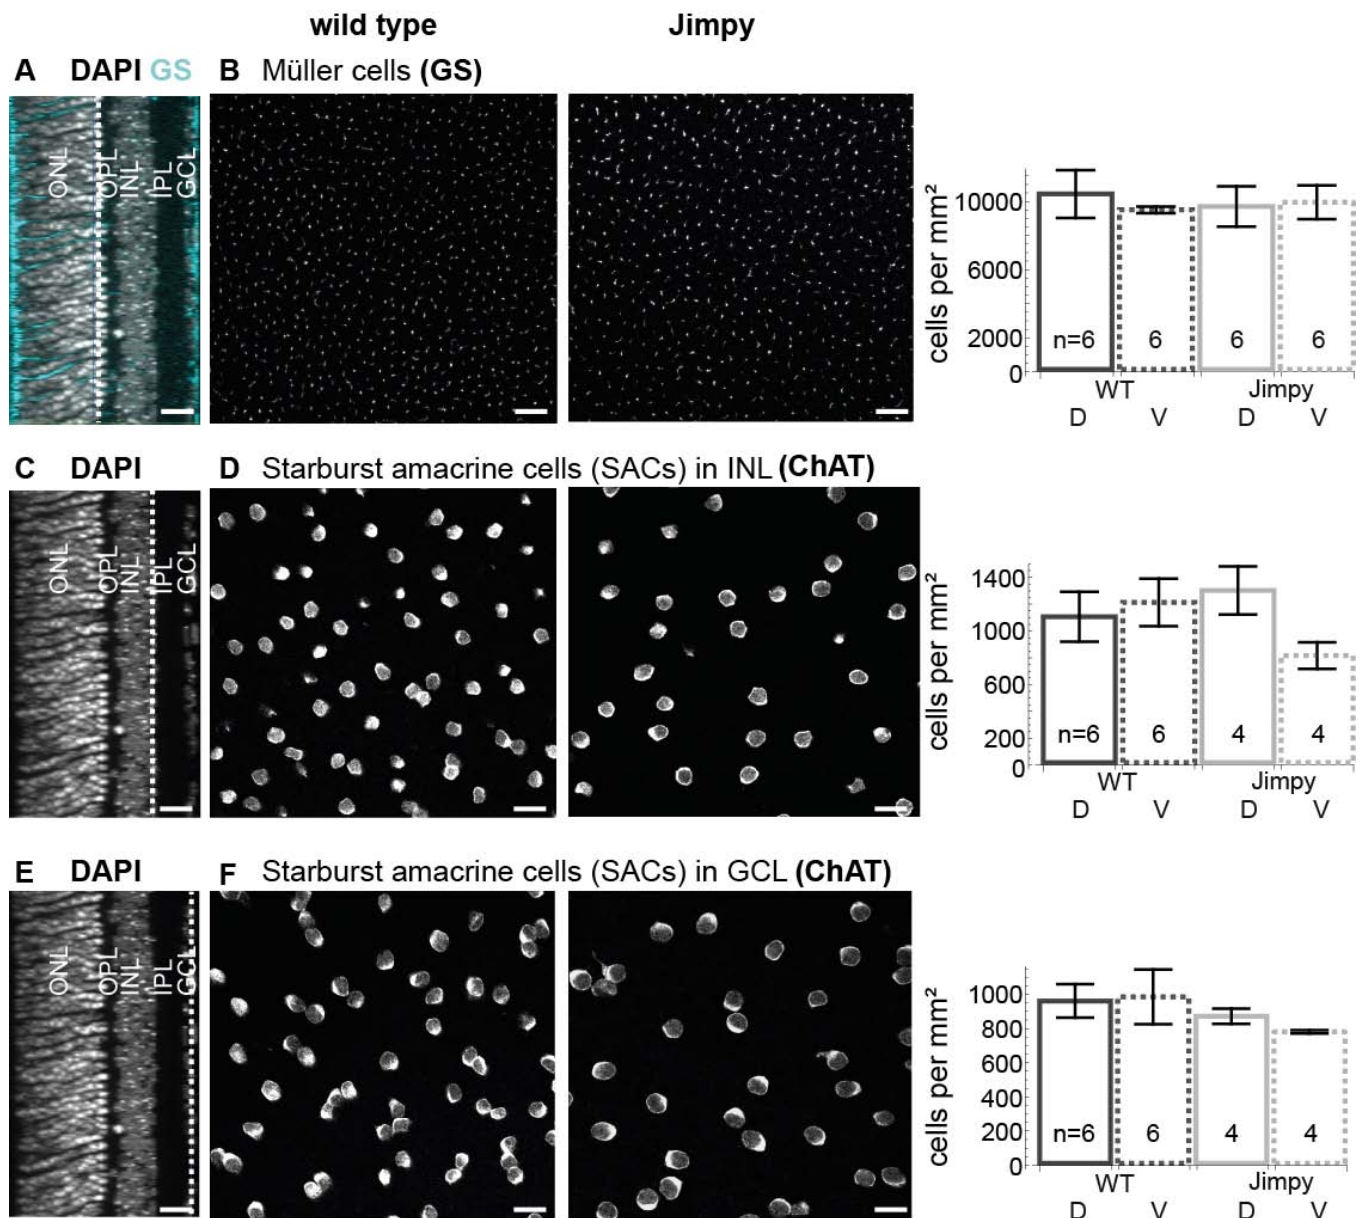 wild type Jimpy
A DAPI GS B Müller cells (GS)
ONL OPL INL IPL GCL
cells per mm²
10000
6000
2000
0
n=6 6 6 6
WT Jimpy
D V D V
C DAPI D Starburst amacrine cells (SACs) in INL (ChAT)
ONL OPL INL IPL GCL
cells per mm²
1400
1000
600
200
0
n=6 6 4 4
WT Jimpy
D V D V
E DAPI F Starburst amacrine cells (SACs) in GCL (ChAT)
ONL OPL INL IPL GCL
cells per mm²
1000
800
600
400
200
0
n=6 6 4 4
WT Jimpy
D V D V